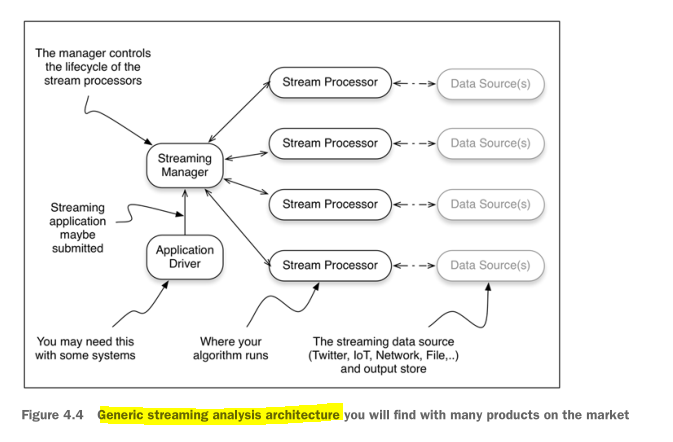 The manager controls
the lifecycle of the
stream processors
Stream Processor
Data Source(s)
Stream Processor
Data Source(s)
Streaming
Manager
Stream Processor
Data Source(s)
Streaming
application
maybe
submitted
Application
Driver
Stream Processor
Data Source(s)
You may need this
with some systems
Where your
algorithm runs
The streaming data source
(Twitter, IoT, Network, File,..)
and output store
Figure 4.4 Generic streaming analysis architecture you will find with many products on the market